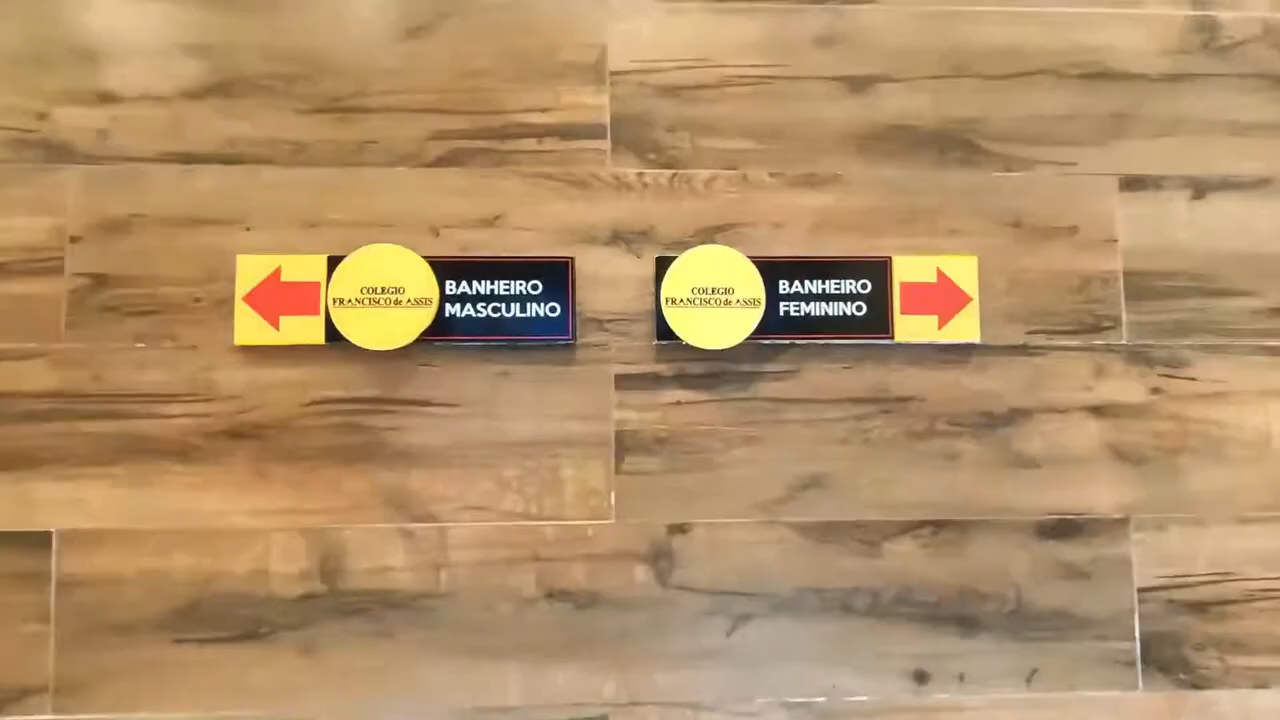 COLEGIO
FRANCISCO de ASSIS
BANHEIRO
MASCULINO
COLEGIO
FRANCISCO de ASSIS
BANHEIRO
FEMININO